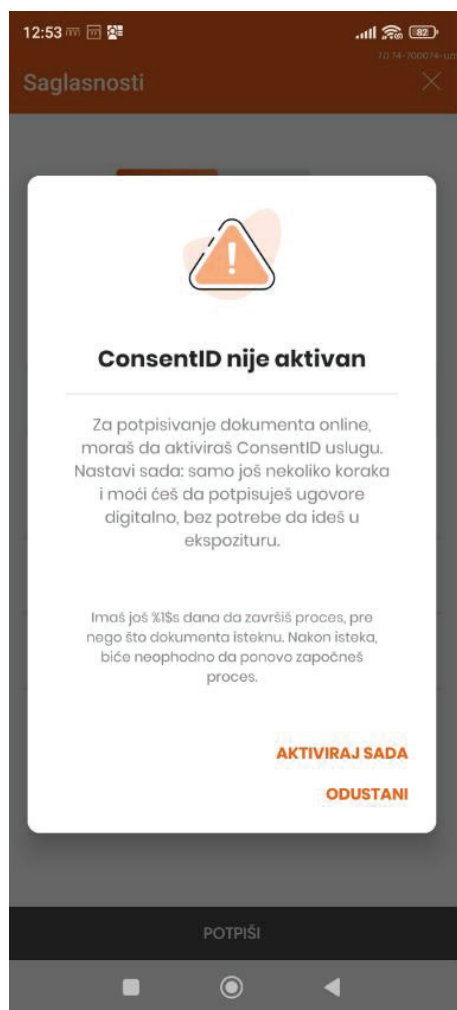 12:53
82
Saglasnosti
ConsentID nije aktivan
Za potpisivanje dokumenta online,
moraš da aktiviraš ConsentID uslugu.
Nastavi sada: samo još nekoliko koraka
i moći ćeš da potpisuješ ugovore
digitalno, bez potrebe da ideš u
ekspozituru.
Imaš još %1$s dana da završiš proces, pre
nego što dokumenta isteknu. Nakon isteka,
biće neophodno da ponovo započneš
proces.
AKTIVIRAJ SADA
ODUSTANI
POTPIŠI